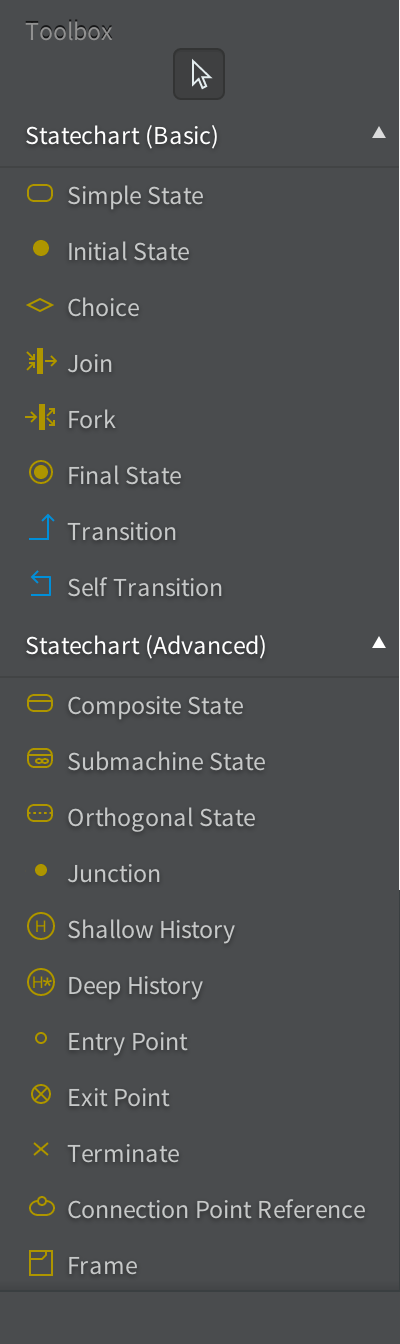 Toolbox
Statechart (Basic)
Simple State
Initial State
Choice
Join
Fork
Final State
Transition
Self Transition
Statechart (Advanced)
Composite State
Submachine State
Orthogonal State
Junction
H Shallow History
H* Deep History
Entry Point
Exit Point
Terminate
Connection Point Reference
Frame